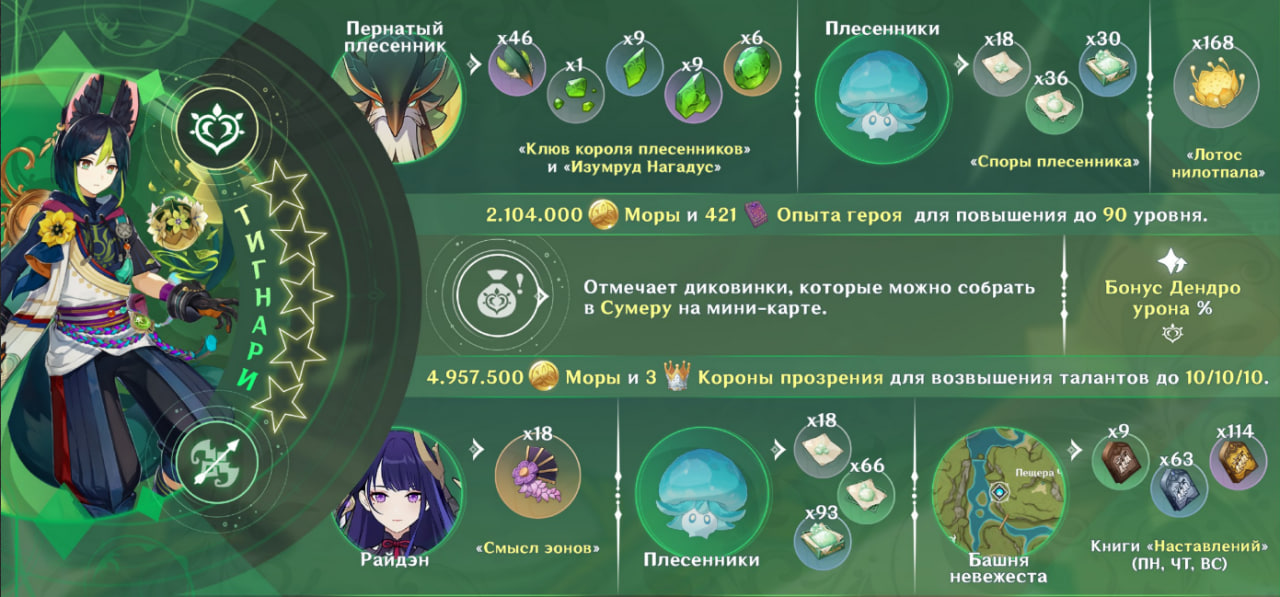 ТИГНАРИ
Пернатый
плесенник
x46
x1
x9
x9
x6
«Клюв короля плесенников»
и «Изумруд Нагадус»
Плесенники
x18
x36
x30
«Споры плесенника»
x168
«Лотос
нилотпала»
2.104.000 Моры и 421 Опыта героя для повышения до 90 уровня.
Отмечает диковинки, которые можно собрать
в Сумеру на мини-карте.
Бонус Дендро
урона %
4.957.500 Моры и 3 Короны прозрения для возвышения талантов до 10/10/10.
Райдэн
x18
«Смысл эонов»
Плесенники
x18
x66
x93
Пещера
Башня
невежеста
x9
x63
x114
Книги «Наставлений»
(ПН, ЧТ, ВС)